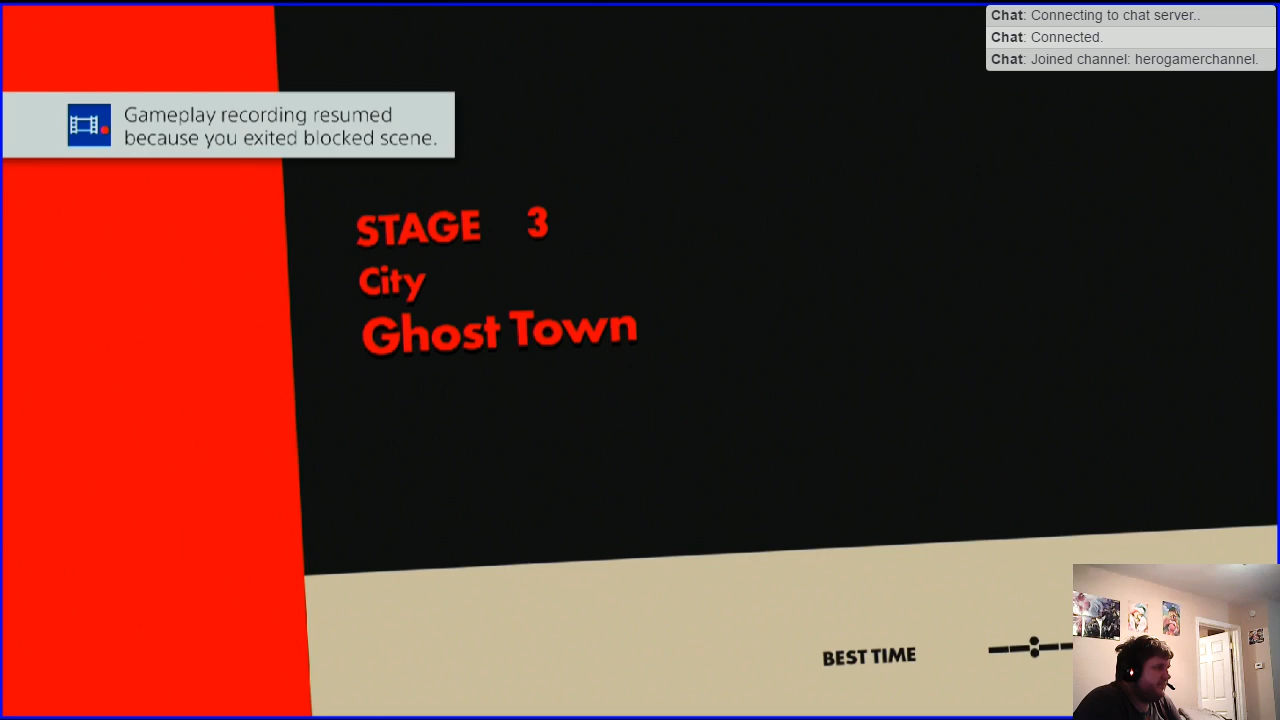 Chat: Connecting to chat server..
Chat: Connected.
Chat: Joined channel: herogamerchannel.
Gameplay recording resumed
because you exited blocked scene.
STAGE 3
City
Ghost Town
BEST TIME